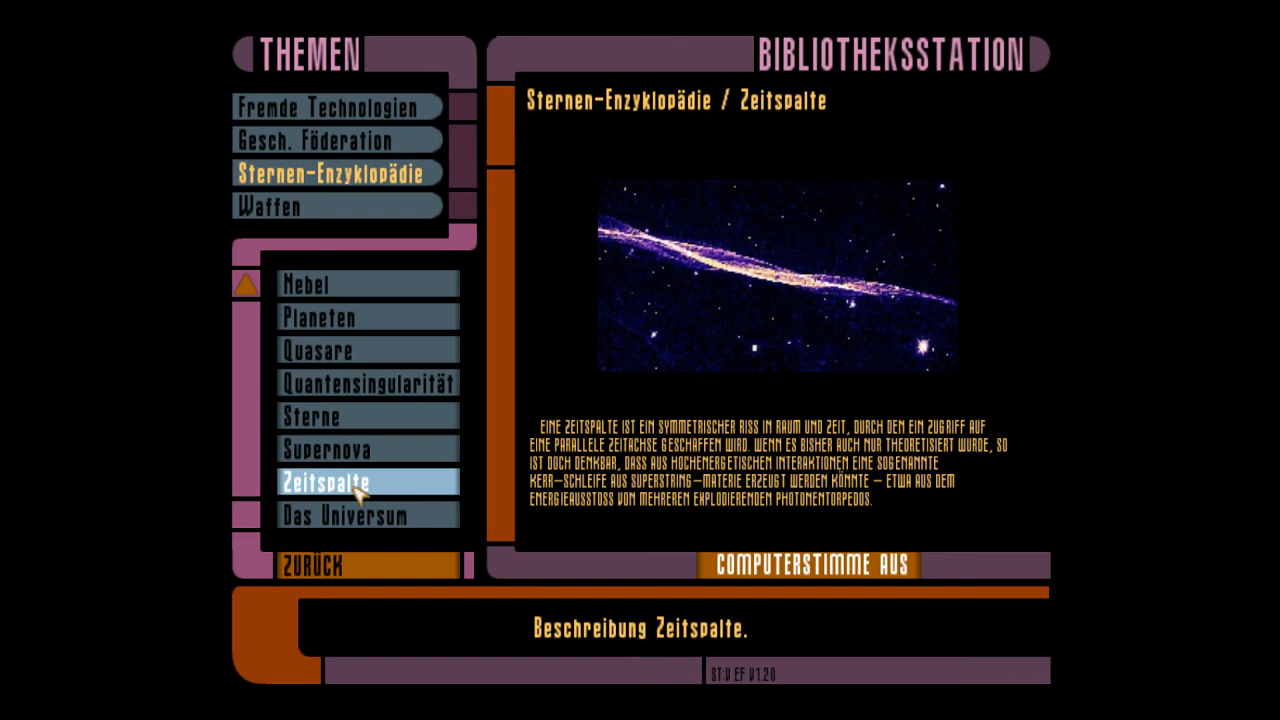 THEMEN
BIBLIOTHEKSSTATION
Fremde Technologien
Gesch. Föderation
Sternen-Enzyklopädie
Waffen
Nebel
Planeten
Quasare
Quantensingularität
Sterne
Supernova
Zeitspalte
Das Universum
ZURÜCK
Sternen-Enzyklopädie / Zeitspalte
EINE ZEITSPALTE IST EIN SYMMETRISCHER RISS IN RAUM UND ZEIT, DURCH DEN EIN ZUGRIFF AUF
EINE PARALLELE ZEITACHSE GESCHAFFEN WIRD. WENN ES BISHER AUCH NUR THEORETISIERT WURDE, SO
IST DOCH DENKBAR, DASS AUS HOCHENERGETISCHEN INTERAKTIONEN EINE SOGENANNTE
KERR-SCHLEIFE AUS SUPERSTRING-MATERIE ERZEUGT WERDEN KÖNNTE - ETWA AUS DEM
ENERGIEAUSSTOSS VON MEHREREN EXPLODIERENDEN PHOTONENTORPEDOS.
COMPUTERSTIMME AUS
Beschreibung Zeitspalte.
ST:V EF V1.20